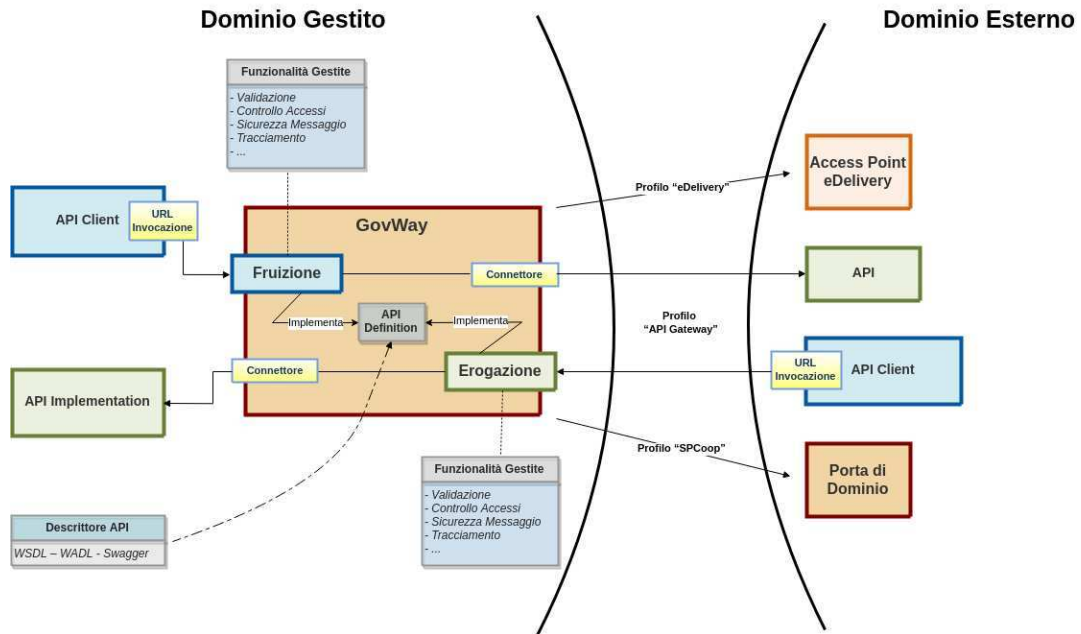 Dominio Gestito
Dominio Esterno
Funzionalità Gestite
- Validazione
- Controllo Accessi
- Sicurezza Messaggio
- Tracciamento
- ...
Access Point
eDelivery
Profilo “eDelivery”
API Client
URL
Invocazione
GovWay
Fruizione
Connettore
API
Implementa
API
Definition
Implementa
Profilo
“API Gateway”
Connettore
Erogazione
URL
Invocazione
API Client
API Implementation
Profilo “SPCoop”
Porta di
Dominio
Funzionalità Gestite
- Validazione
- Controllo Accessi
- Sicurezza Messaggio
- Tracciamento
- ...
Descrittore API
WSDL – WADL - Swagger